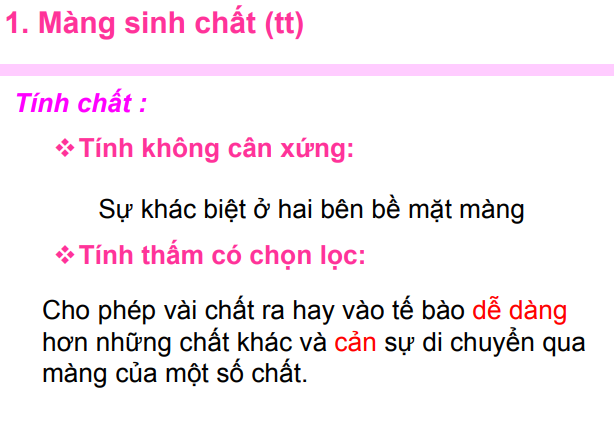 1. Màng sinh chất (tt)
Tính chất :
❖Tính không cân xứng:
Sự khác biệt ở hai bên bề mặt màng
❖Tính thấm có chọn lọc:
Cho phép vài chất ra hay vào tế bào dễ dàng
hơn những chất khác và cản sự di chuyển qua
màng của một số chất.